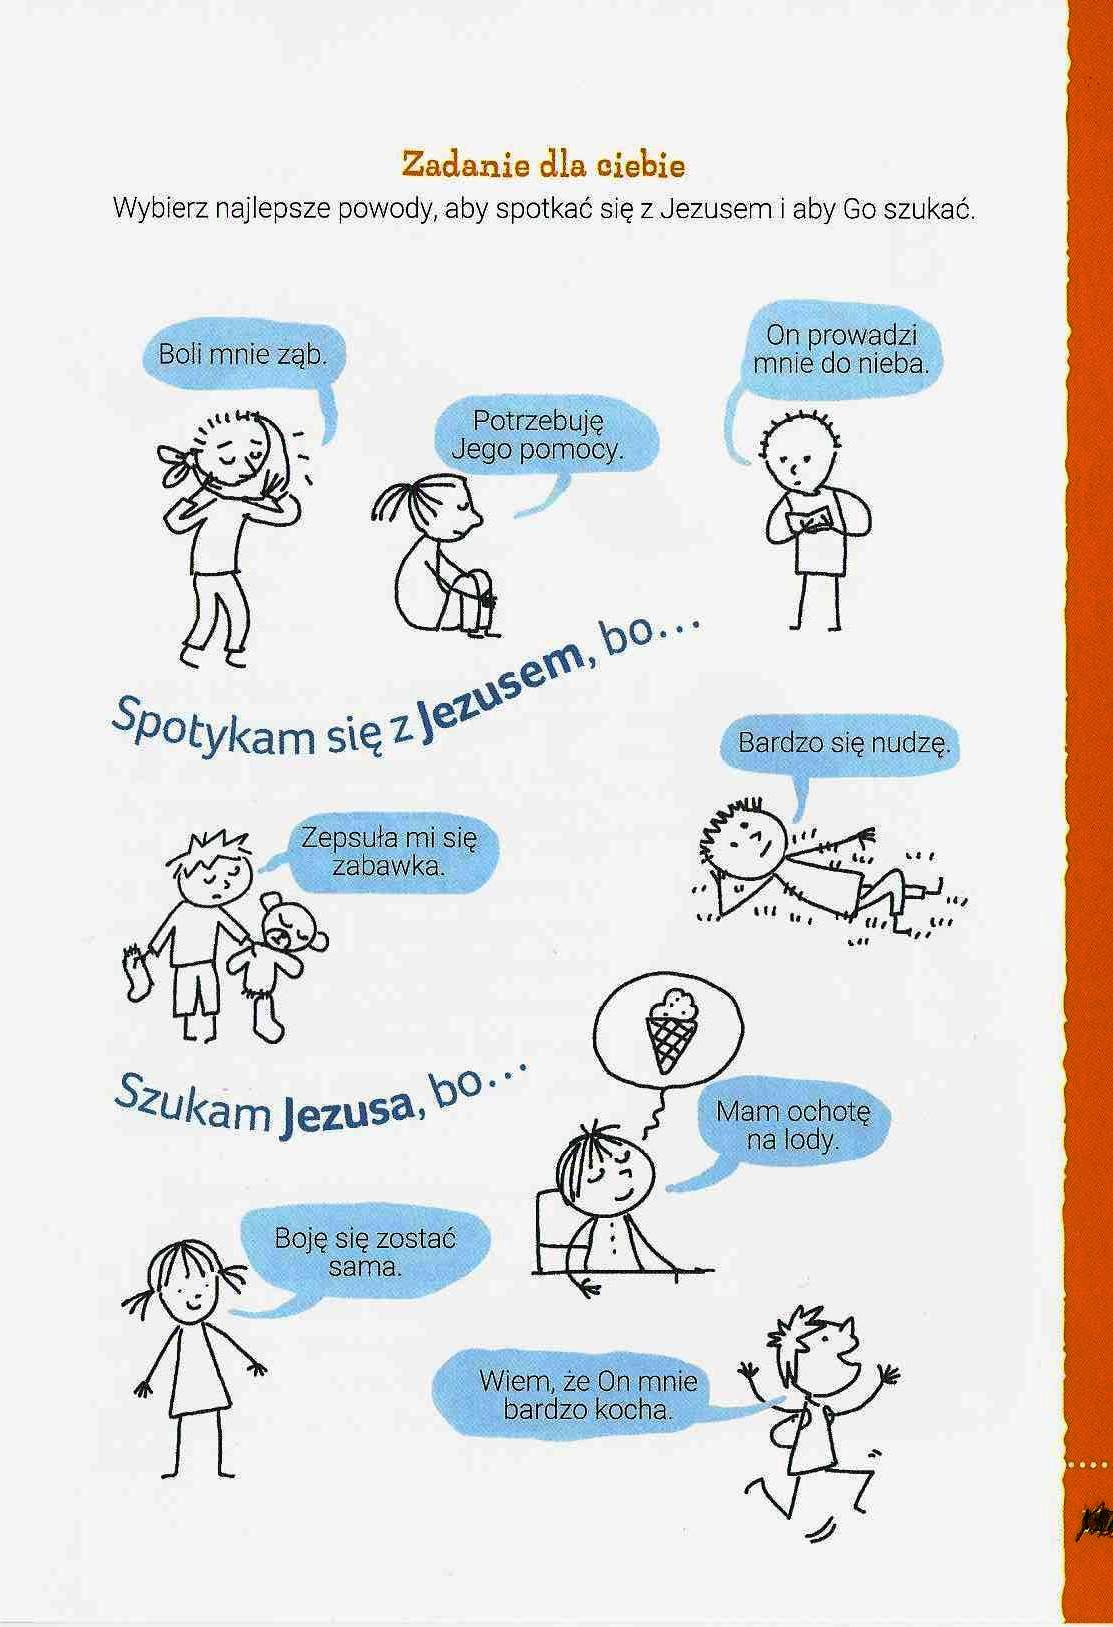 Zadanie dla ciebie
Wybierz najlepsze powody, aby spotkać się z Jezusem i aby Go szukać.
Boli mnie ząb.
Potrzebuję
Jego pomocy.
On prowadzi
mnie do nieba.
Spotykam się z Jezusem, bo...
Bardzo się nudzę.
Zepsuła mi się
zabawka.
Szukam Jezusa, bo...
Mam ochotę
na lody.
Boję się zostać
sama.
Wiem, że On mnie
bardzo kocha.